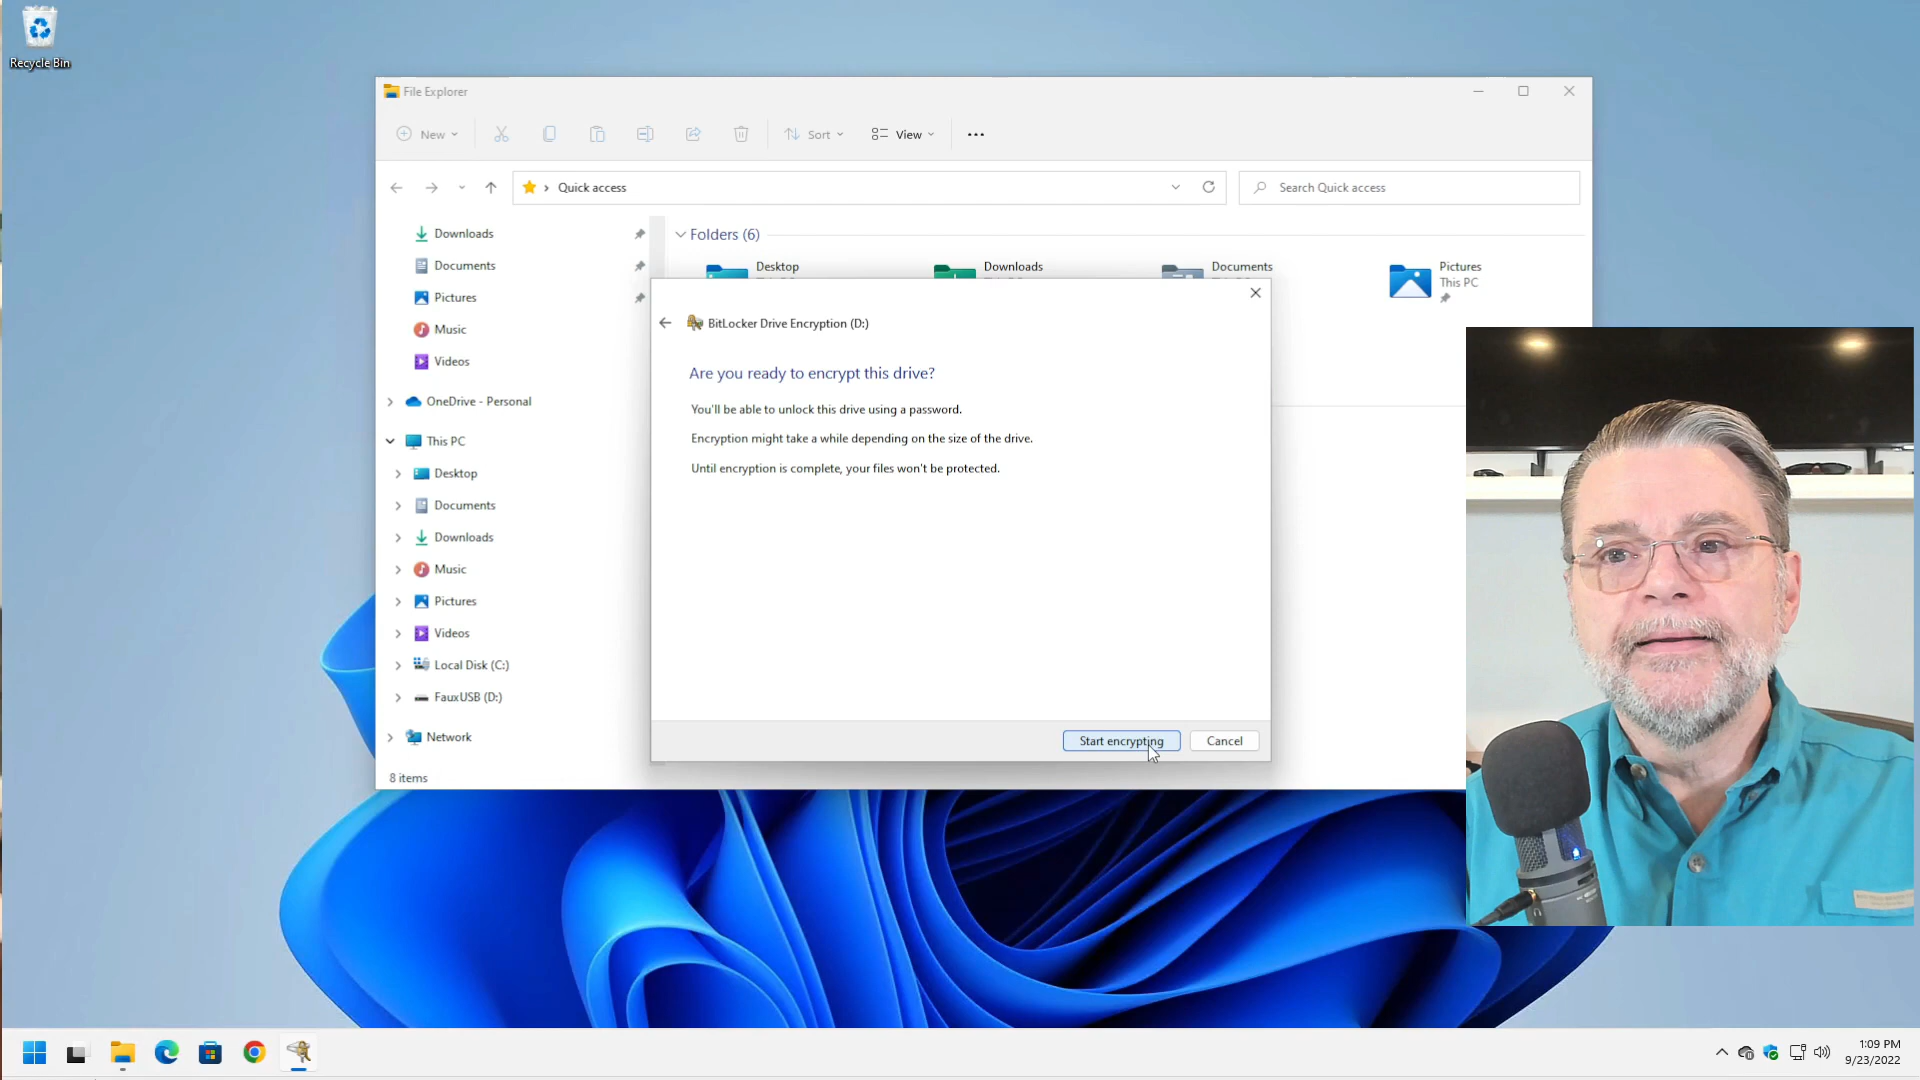 Recycle Bin
File Explorer
New
Sort
View
Quick access
Search Quick access
Downloads
Documents
Pictures
Music
Videos
OneDrive - Personal
This PC
Desktop
Documents
Downloads
Music
Pictures
Videos
Local Disk (C:)
FauxUSB (D:)
Network
8 items
Folders (6)
Desktop
Downloads
Documents
Pictures
This PC
BitLocker Drive Encryption (D:)
Are you ready to encrypt this drive?
You'll be able to unlock this drive using a password.
Encryption might take a while depending on the size of the drive.
Until encryption is complete, your files won't be protected.
Start encrypting
Cancel
1:09 PM
9/23/2022